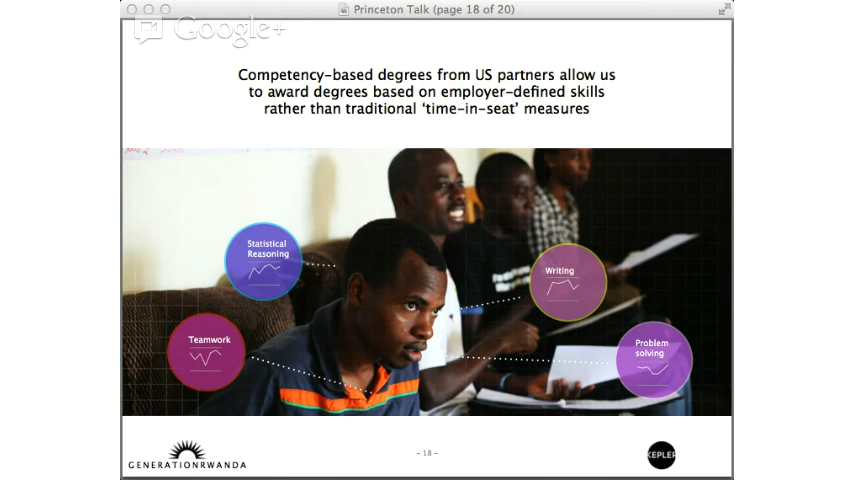 Princeton Talk (page 18 of 20)
Google+
Competency-based degrees from US partners allow us
to award degrees based on employer-defined skills
rather than traditional ‘time-in-seat’ measures
Statistical
Reasoning
Writing
Teamwork
Problem
solving
GENERATIONRWANDA
- 18 -
KEPLER